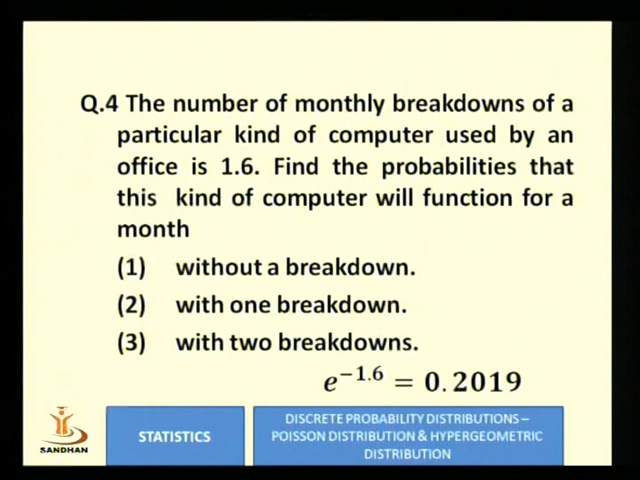 Q.4 The number of monthly breakdowns of a
particular kind of computer used by an
office is 1.6. Find the probabilities that
this kind of computer will function for a
month
(1) without a breakdown.
(2) with one breakdown.
(3) with two breakdowns.
e^{-1.6} = 0.2019
SANDHAN
STATISTICS
DISCRETE PROBABILITY DISTRIBUTIONS –
POISSON DISTRIBUTION & HYPERGEOMETRIC
DISTRIBUTION